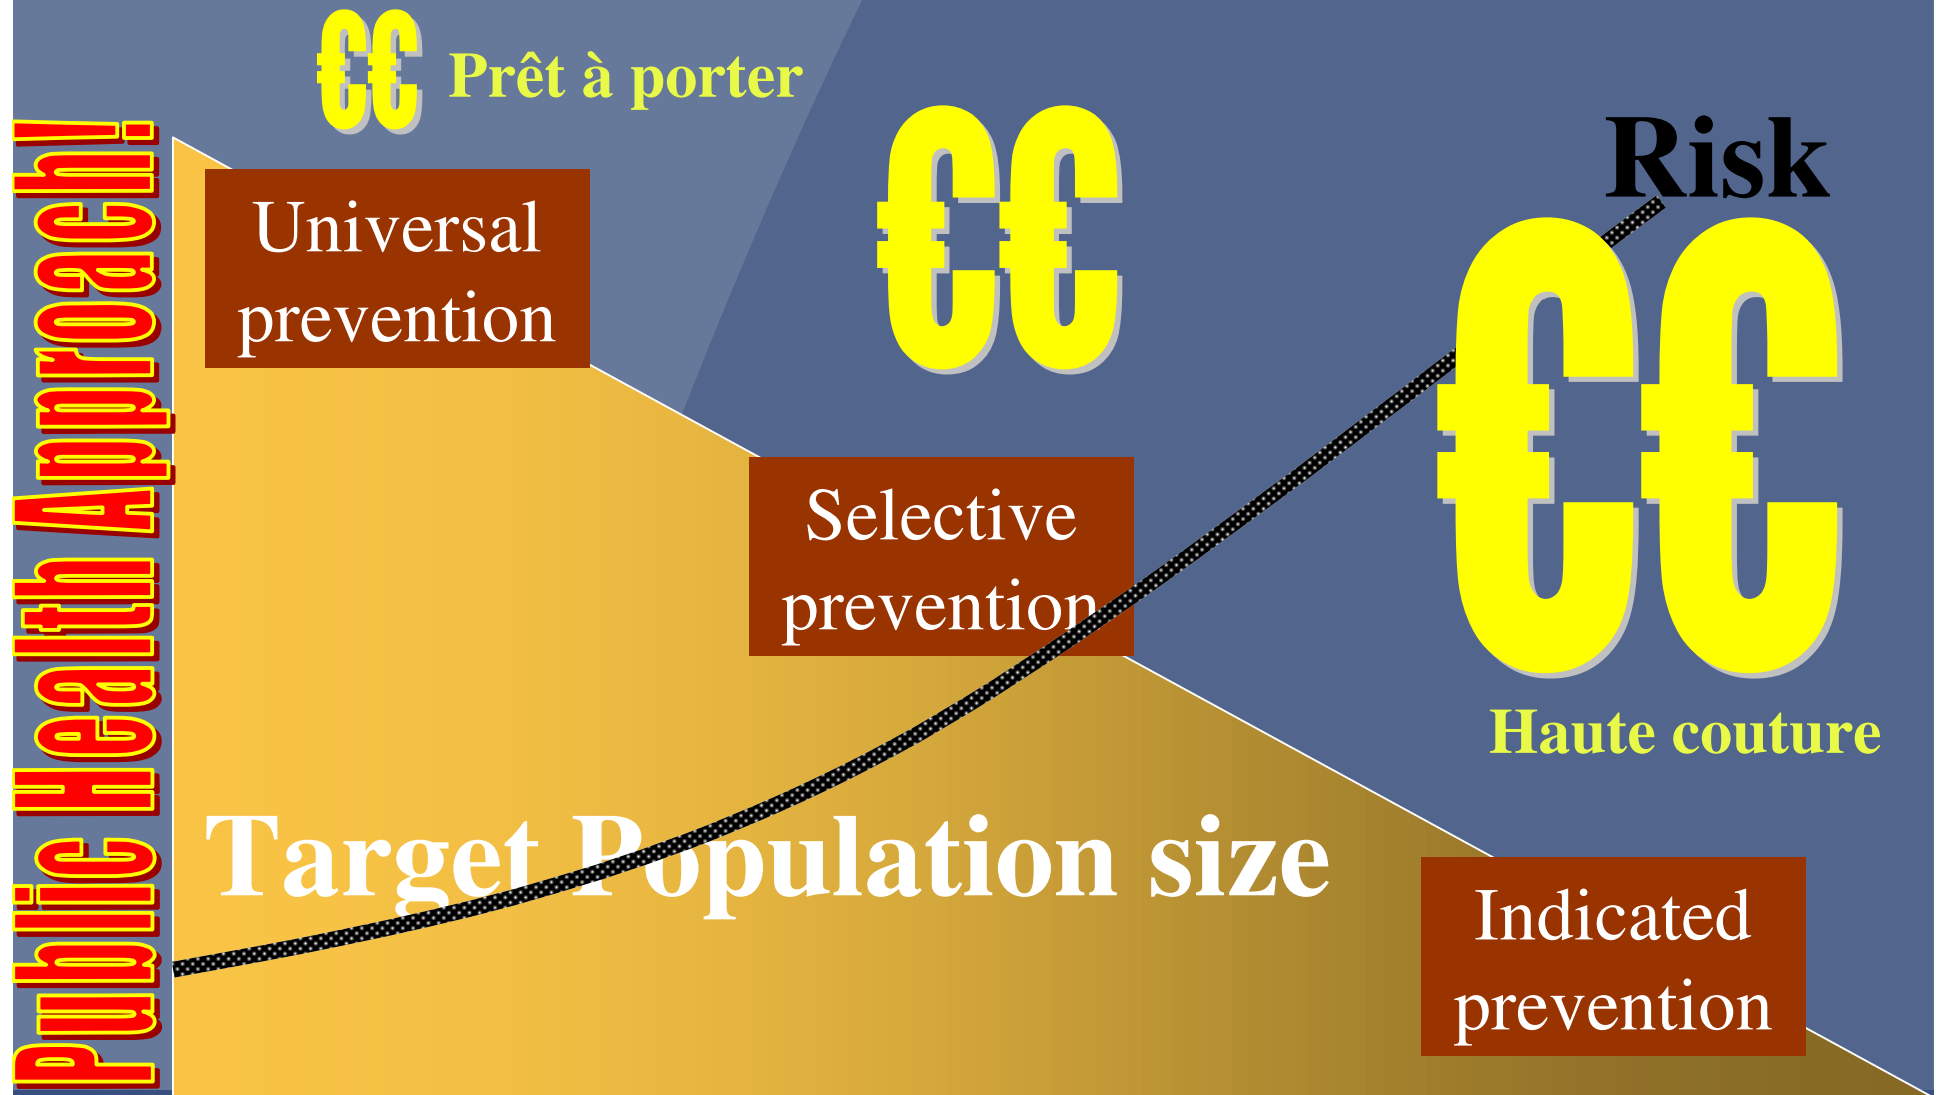 €€ Prêt à porter
Public Health Approach!
Universal
prevention
€€
Risk
€€
Selective
prevention
Haute couture
Target Population size
Indicated
prevention